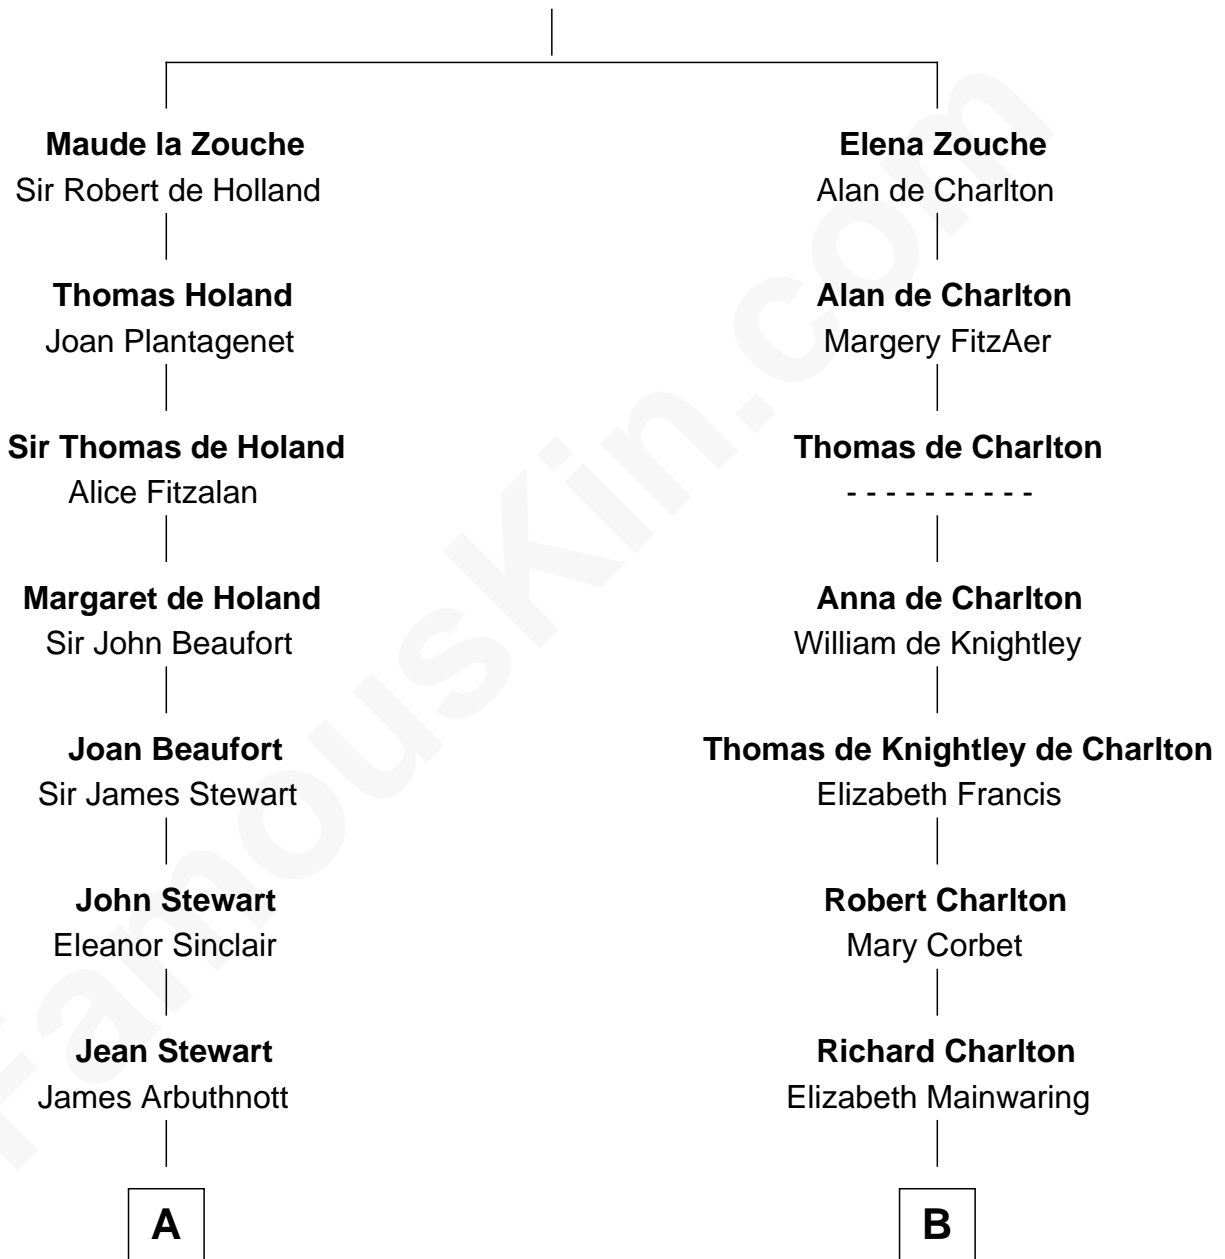 Maude la Zouche
Sir Robert de Holland
Elena Zouche
Alan de Charlton
Thomas Holand
Joan Plantagenet
Alan de Charlton
Margery FitzAer
Sir Thomas de Holand
Alice Fitzalan
Thomas de Charlton
- - - - - - - - - -
Margaret de Holand
Sir John Beaufort
Anna de Charlton
William de Knightley
Joan Beaufort
Sir James Stewart
Thomas de Knightley de Charlton
Elizabeth Francis
John Stewart
Eleanor Sinclair
Robert Charlton
Mary Corbet
Jean Stewart
James Arbuthnott
Richard Charlton
Elizabeth Mainwaring
A
B
FamousKin.com